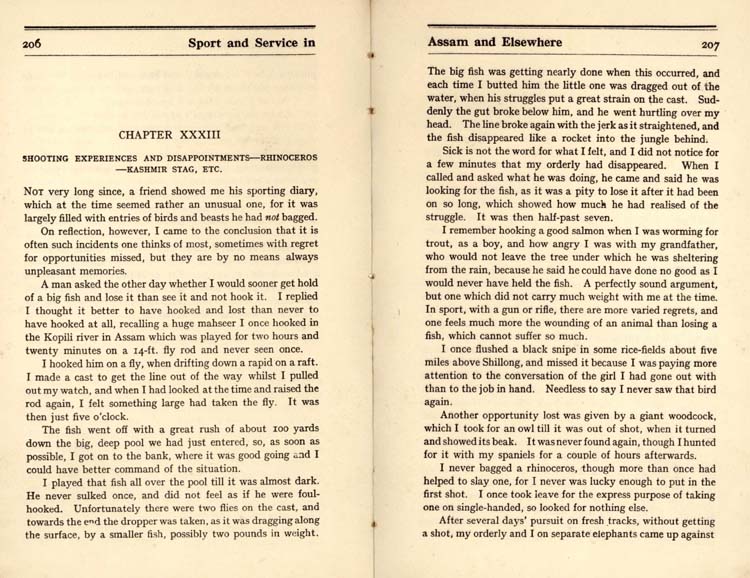 206 Sport and Service in
CHAPTER XXXIII
SHOOTING EXPERIENCES AND DISAPPOINTMENTS—RHINOCEROS
—KASHMIR STAG, ETC.
Not very long since, a friend showed me his sporting diary,
which at the time seemed rather an unusual one, for it was
largely filled with entries of birds and beasts he had not bagged.
On reflection, however, I came to the conclusion that it is
often such incidents one thinks of most, sometimes with regret
for opportunities missed, but they are by no means always
unpleasant memories.
A man asked the other day whether I would sooner get hold
of a big fish and lose it than see it and not hook it. I replied
I thought it better to have hooked and lost than never to
have hooked at all, recalling a huge mahseer I once hooked in
the Kopili river in Assam which was played for two hours and
twenty minutes on a 14-ft. fly rod and never seen once.
I hooked him on a fly, when drifting down a rapid on a raft.
I made a cast to get the line out of the way whilst I pulled
out my watch, and when I had looked at the time and raised the
rod again, I felt something large had taken the fly. It was
then just five o'clock.
The fish went off with a great rush of about 100 yards
down the big, deep pool we had just entered, so, as soon as
possible, I got on to the bank, where it was good going and I
could have better command of the situation.
I played that fish all over the pool till it was almost dark.
He never sulked once, and did not feel as if he were foul-
hooked. Unfortunately there were two flies on the cast, and
towards the end the dropper was taken, as it was dragging along
the surface, by a smaller fish, possibly two pounds in weight.
Assam and Elsewhere 207
The big fish was getting nearly done when this occurred, and
each time I butted him the little one was dragged out of the
water, when his struggles put a great strain on the cast. Sud-
denly the gut broke below him, and he went hurtling over my
head. The line broke again with the jerk as it straightened, and
the fish disappeared like a rocket into the jungle behind.
Sick is not the word for what I felt, and I did not notice for
a few minutes that my orderly had disappeared. When I
called and asked what he was doing, he came and said he was
looking for the fish, as it was a pity to lose it after it had been
on so long, which showed how much he had realised of the
struggle. It was then half-past seven.
I remember hooking a good salmon when I was worming for
trout, as a boy, and how angry I was with my grandfather,
who would not leave the tree under which he was sheltering
from the rain, because he said he could have done no good as I
would never have held the fish. A perfectly sound argument,
but one which did not carry much weight with me at the time.
In sport, with a gun or rifle, there are more varied regrets, and
one feels much more the wounding of an animal than losing a
fish, which cannot suffer so much.
I once flushed a black snipe in some rice-fields about five
miles above Shillong, and missed it because I was paying more
attention to the conversation of the girl I had gone out with
than to the job in hand. Needless to say I never saw that bird
again.
Another opportunity lost was given by a giant woodcock,
which I took for an owl till it was out of shot, when it turned
and showed its beak. It was never found again, though I hunted
for it with my spaniels for a couple of hours afterwards.
I never bagged a rhinoceros, though more than once had
helped to slay one, for I never was lucky enough to put in the
first shot. I once took leave for the express purpose of taking
one on single-handed, so looked for nothing else.
After several days' pursuit on fresh tracks, without getting
a shot, my orderly and I on separate elephants came up against